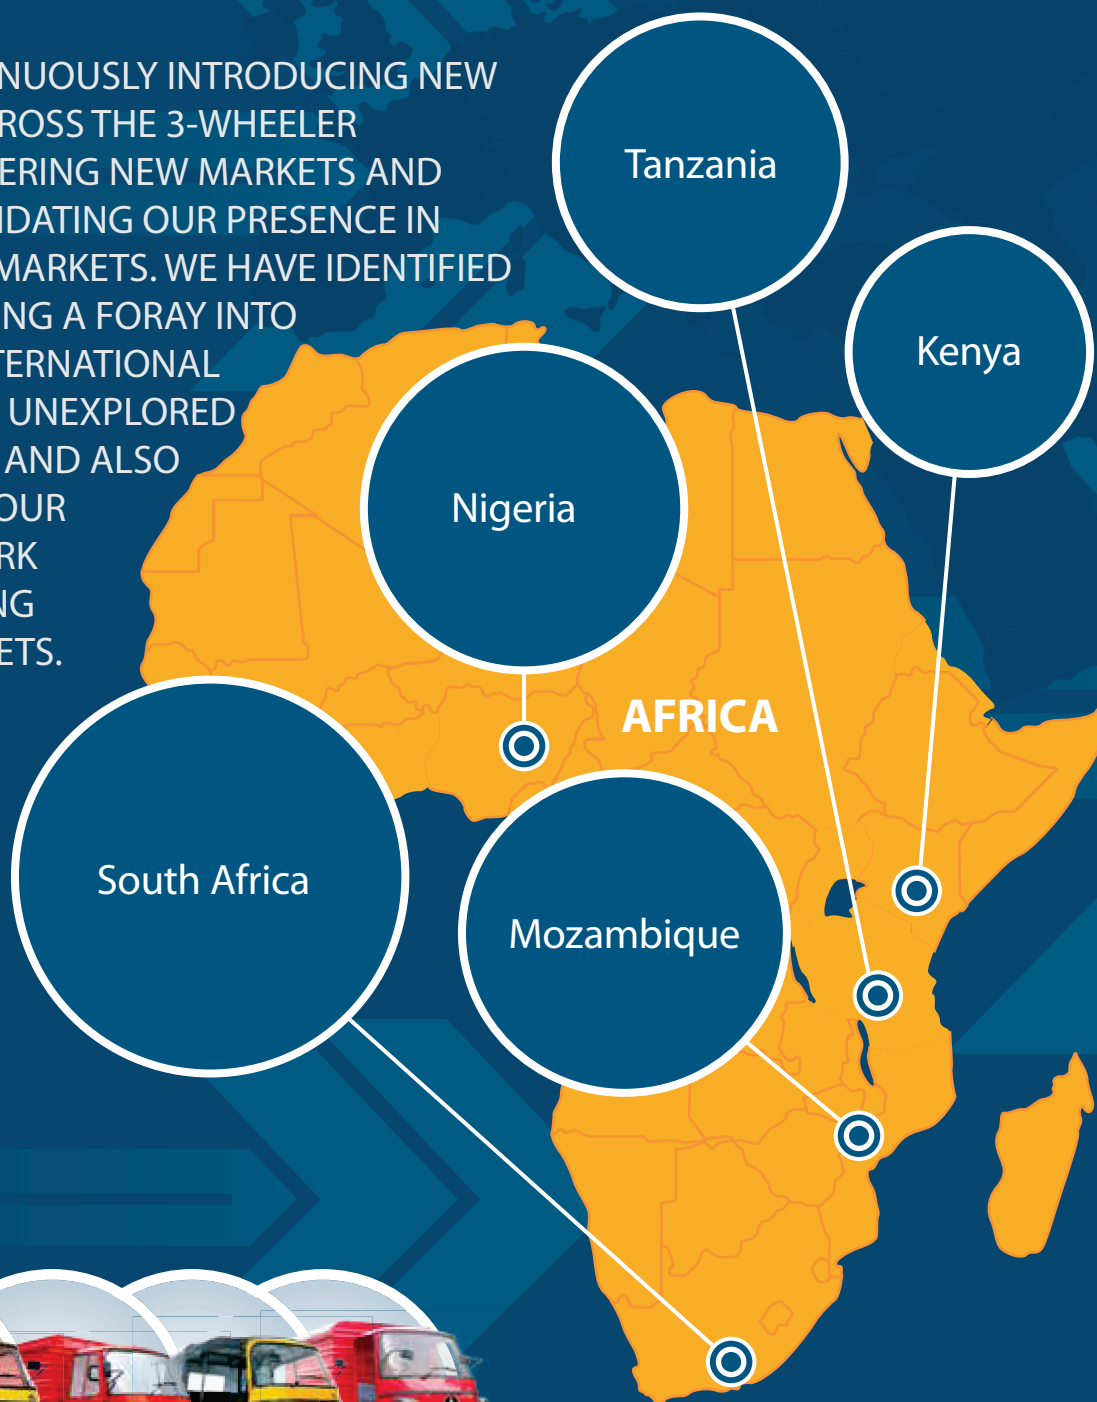 NUOUSLY INTRODUCING NEW
ROSS THE 3-WHEELER
ERING NEW MARKETS AND
IDATING OUR PRESENCE IN
MARKETS. WE HAVE IDENTIFIED
NG A FORAY INTO
TERNATIONAL
UNEXPLORED
AND ALSO
OUR
RK
NG
ETS.
Tanzania
Kenya
Nigeria
AFRICA
South Africa
Mozambique